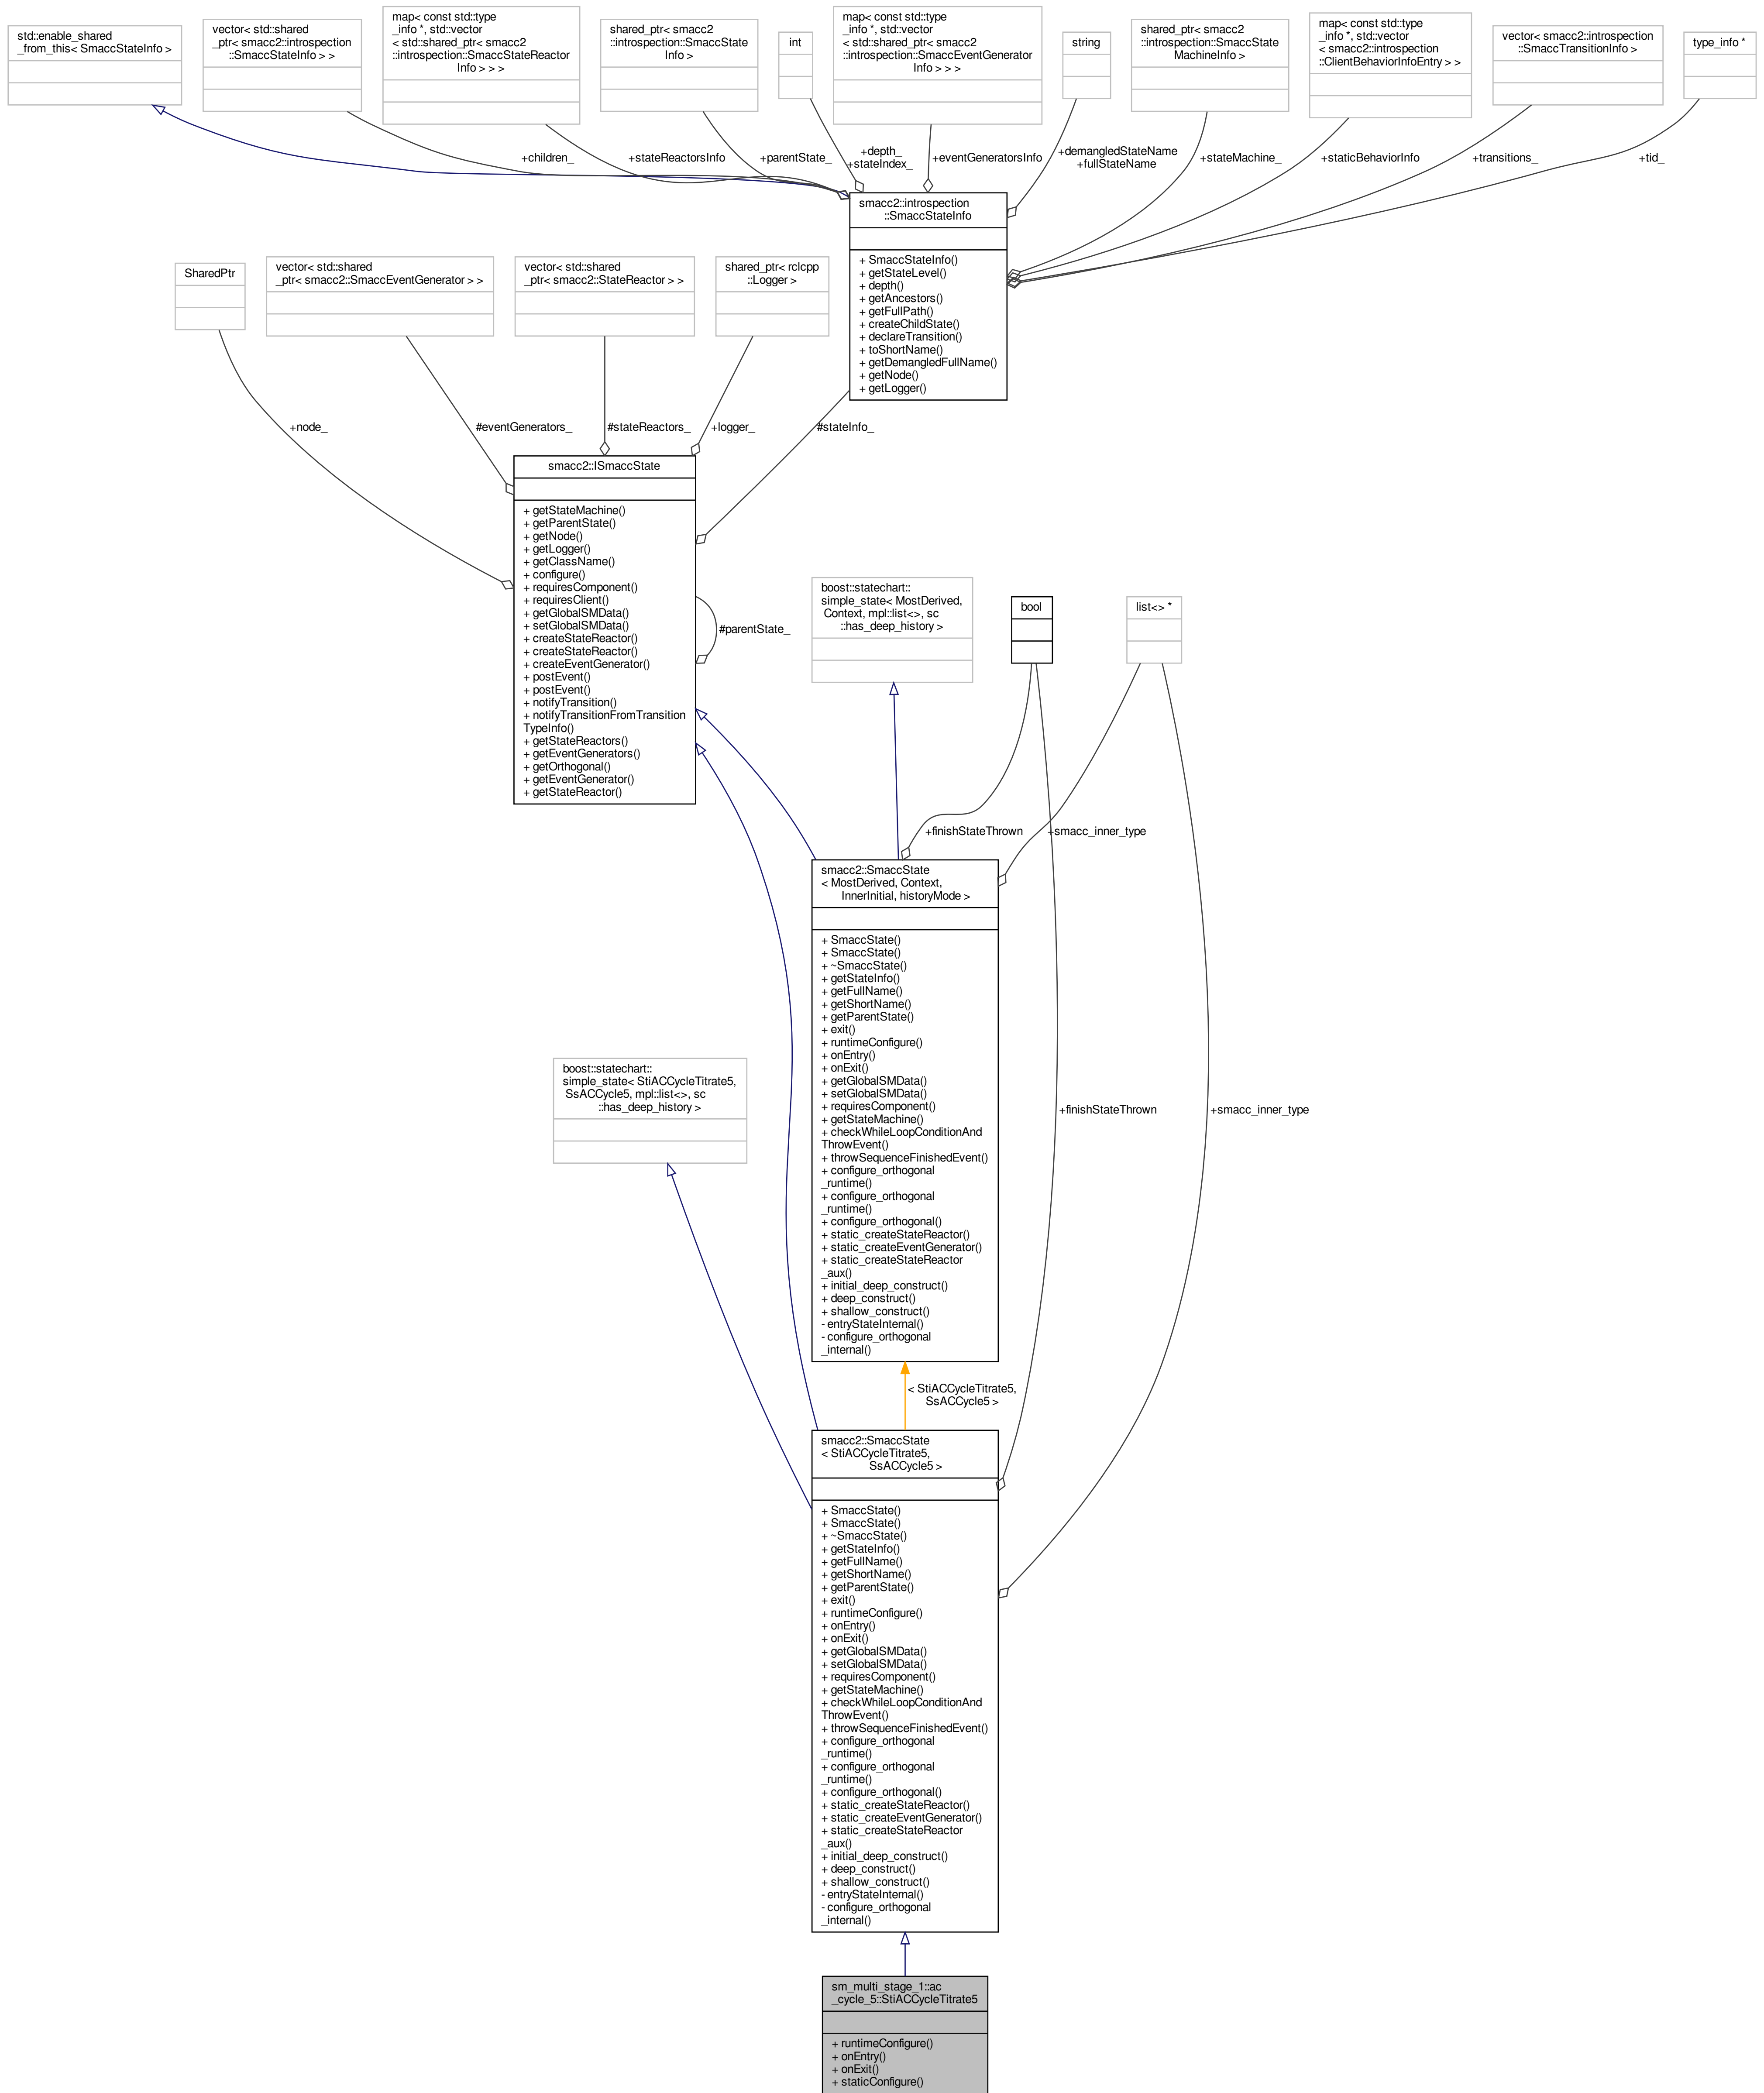 std::enable_shared
_from_this< SmaccStateInfo >
vector< std::shared
_ptr< smacc2::introspection
::SmaccStateInfo > >
map< const std::type
_info *, std::vector
< std::shared_ptr< smacc2
::introspection::SmaccStateReactor
Info > > >
shared_ptr< smacc2
::introspection::SmaccState
Info >
int
map< const std::type
_info *, std::vector
< std::shared_ptr< smacc2
::introspection::SmaccEventGenerator
Info > > >
string
shared_ptr< smacc2
::introspection::SmaccState
MachineInfo >
map< const std::type
_info *, std::vector
< smacc2::introspection
::ClientBehaviorInfoEntry > >
vector< smacc2::introspection
::SmaccTransitionInfo >
type_info *
+children_
+stateReactorsInfo
+parentState_
+depth_
+stateIndex_
+eventGeneratorsInfo
+demangledStateName
+fullStateName
+stateMachine_
+staticBehaviorInfo
+transitions_
+tid_
smacc2::introspection
::SmaccStateInfo
+ SmaccStateInfo()
+ getStateLevel()
+ depth()
+ getAncestors()
+ getFullPath()
+ createChildState()
+ declareTransition()
+ toShortName()
+ getDemangledFullName()
+ getNode()
+ getLogger()
SharedPtr
vector< std::shared
_ptr< smacc2::SmaccEventGenerator > >
vector< std::shared
_ptr< smacc2::StateReactor > >
shared_ptr< rclcpp
::Logger >
+node_
#eventGenerators_
#stateReactors_
+logger_
#stateInfo_
smacc2::ISmaccState
+ getStateMachine()
+ getParentState()
+ getNode()
+ getLogger()
+ getClassName()
+ configure()
+ requiresComponent()
+ requiresClient()
+ getGlobalSMData()
+ setGlobalSMData()
+ createStateReactor()
+ createStateReactor()
+ createEventGenerator()
+ postEvent()
+ postEvent()
+ notifyTransition()
+ notifyTransitionFromTransition
TypeInfo()
+ getStateReactors()
+ getEventGenerators()
+ getOrthogonal()
+ getEventGenerator()
+ getStateReactor()
#parentState_
boost::statechart::
simple_state< MostDerived,
Context, mpl::list<>, sc
::has_deep_history >
bool
list<> *
+finishStateThrown
+smacc_inner_type
smacc2::SmaccState
< MostDerived, Context,
InnerInitial, historyMode >
+ SmaccState()
+ SmaccState()
+ ~SmaccState()
+ getStateInfo()
+ getFullName()
+ getShortName()
+ getParentState()
+ exit()
+ runtimeConfigure()
+ onEntry()
+ onExit()
+ getGlobalSMData()
+ setGlobalSMData()
+ requiresComponent()
+ getStateMachine()
+ checkWhileLoopConditionAnd
ThrowEvent()
+ throwSequenceFinishedEvent()
+ configure_orthogonal
_runtime()
+ configure_orthogonal
_runtime()
+ configure_orthogonal()
+ static_createStateReactor()
+ static_createEventGenerator()
+ static_createStateReactor
_aux()
+ initial_deep_construct()
+ deep_construct()
+ shallow_construct()
- entryStateInternal()
- configure_orthogonal
_internal()
boost::statechart::
simple_state< StiACCycleTitrate5,
SsACCycle5, mpl::list<>, sc
::has_deep_history >
+finishStateThrown
+smacc_inner_type
< StiACCycleTitrate5,
SsACCycle5 >
smacc2::SmaccState
< StiACCycleTitrate5,
SsACCycle5 >
+ SmaccState()
+ SmaccState()
+ ~SmaccState()
+ getStateInfo()
+ getFullName()
+ getShortName()
+ getParentState()
+ exit()
+ runtimeConfigure()
+ onEntry()
+ onExit()
+ getGlobalSMData()
+ setGlobalSMData()
+ requiresComponent()
+ getStateMachine()
+ checkWhileLoopConditionAnd
ThrowEvent()
+ throwSequenceFinishedEvent()
+ configure_orthogonal
_runtime()
+ configure_orthogonal
_runtime()
+ configure_orthogonal()
+ static_createStateReactor()
+ static_createEventGenerator()
+ static_createStateReactor
_aux()
+ initial_deep_construct()
+ deep_construct()
+ shallow_construct()
- entryStateInternal()
- configure_orthogonal
_internal()
sm_multi_stage_1::ac
_cycle_5::StiACCycleTitrate5
+ runtimeConfigure()
+ onEntry()
+ onExit()
+ staticConfigure()